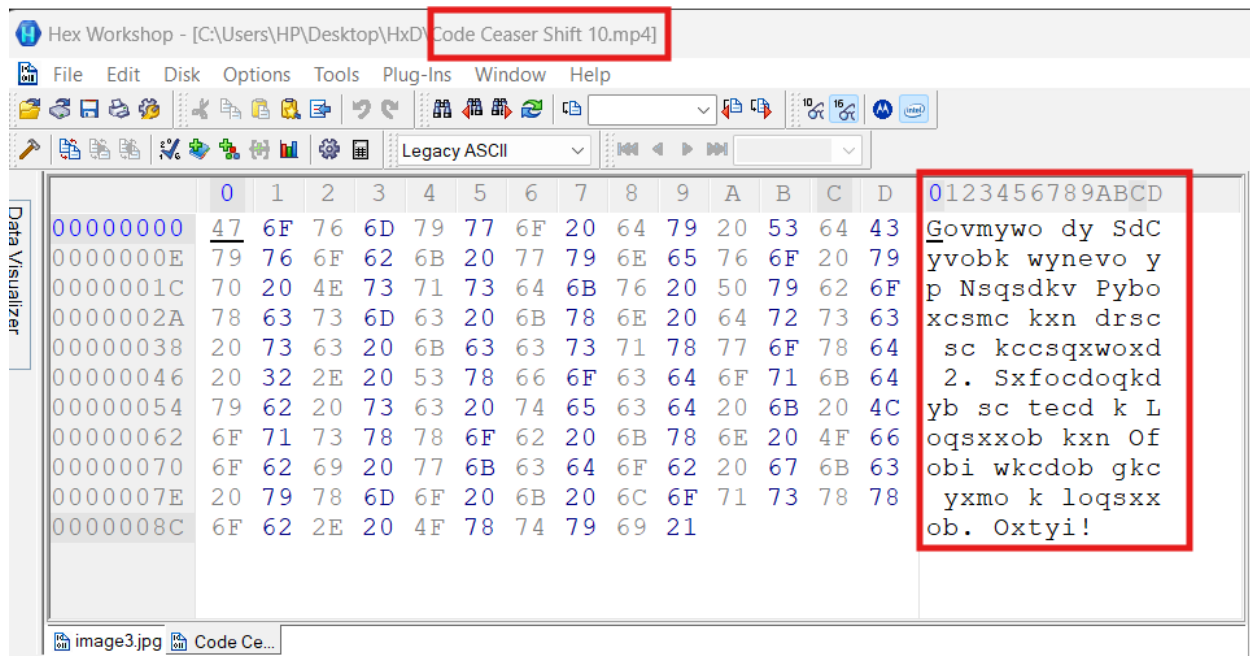 Hex Workshop - [C:\Users\HP\Desktop\HxD\Code Ceaser Shift 10.mp4]
File Edit Disk Options Tools Plug-Ins Window Help
10 16 intel
Legacy ASCII
Data Visualizer
0 1 2 3 4 5 6 7 8 9 A B C D 0123456789ABCD
00000000 47 6F 76 6D 79 77 6F 20 64 79 20 53 64 43 Govmywo dy SdC
0000000E 79 76 6F 62 6B 20 77 79 6E 65 76 6F 20 79 yvobk wynevo y
0000001C 70 20 4E 73 71 73 64 6B 76 20 50 79 62 6F p Nsqsdkv Pybo
0000002A 78 63 73 6D 63 20 6B 78 6E 20 64 72 73 63 xcsmc kxn drsc
00000038 20 73 63 20 6B 63 63 73 71 78 77 6F 78 64 sc kccsqxwoxd
00000046 20 32 2E 20 53 78 66 6F 63 64 6F 71 6B 64 2. Sxfocdoqkd
00000054 79 62 20 73 63 20 74 65 63 64 20 6B 20 4C yb sc tecd k L
00000062 6F 71 73 78 78 6F 62 20 6B 78 6E 20 4F 66 oqsxxob kxn Of
00000070 6F 62 69 20 77 6B 63 64 6F 62 20 67 6B 63 obi wkcdob gkc
0000007E 20 79 78 6D 6F 20 6B 20 6C 6F 71 73 78 78 yxmo k loqsxx
0000008C 6F 62 2E 20 4F 78 74 79 69 21 ob. Oxtyi!
image3.jpg Code Ce...